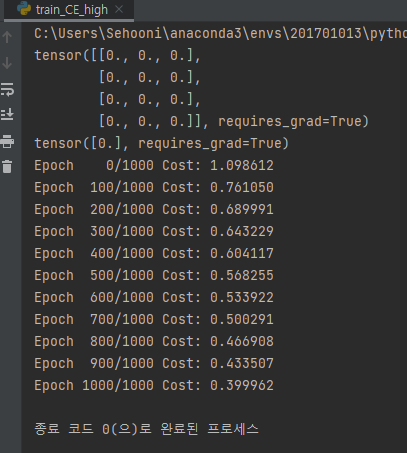 train_CE_high
C:\Users\Sehooni\anaconda3\envs\201701013\pytho
tensor([[0., 0., 0.],
        [0., 0., 0.],
        [0., 0., 0.],
        [0., 0., 0.]], requires_grad=True)
tensor([0.], requires_grad=True)
Epoch    0/1000 Cost: 1.098612
Epoch  100/1000 Cost: 0.761050
Epoch  200/1000 Cost: 0.689991
Epoch  300/1000 Cost: 0.643229
Epoch  400/1000 Cost: 0.604117
Epoch  500/1000 Cost: 0.568255
Epoch  600/1000 Cost: 0.533922
Epoch  700/1000 Cost: 0.500291
Epoch  800/1000 Cost: 0.466908
Epoch  900/1000 Cost: 0.433507
Epoch 1000/1000 Cost: 0.399962
종료 코드 0(으)로 완료된 프로세스